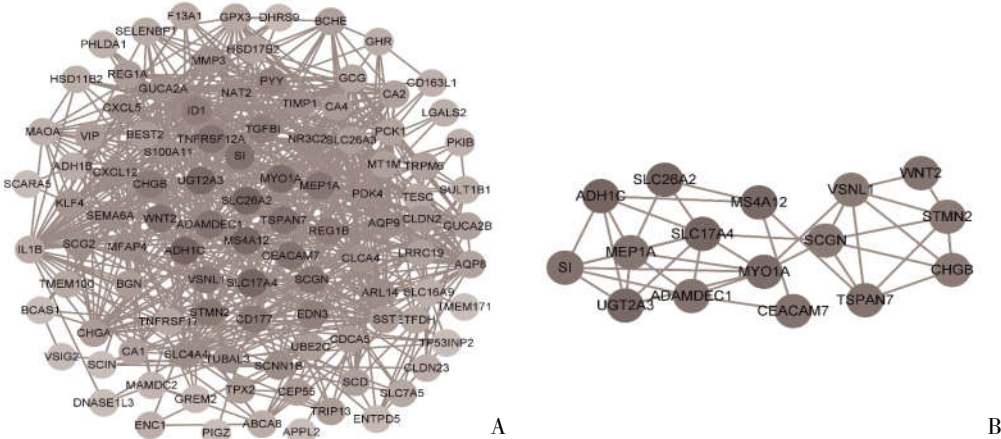 F13A1 GPX3 DHRS9 BCHE
SELENBP1 GHR
PHLDA1 HSD17B2
MMP3
HSD11B2 REG1A PYY GCG CD163L1
GUCA2A NAT2 CA2
CXCL5 TIMP1 CA4 LGALS2
ID1
MAOA VIP BEST2 TNFRSF12A TGFBI NR3C2 SLC26A3 PCK1 PKIB
S100A11 SI
ADH1B MT1M TRPM6
SCARA5 CXCL12 CHGB UGT2A3 MYO1A MEP1A SULT1B1
KLF4 SLC26A2 PDK4 TESC
SEMA6A WNT2 ADAMDEC1 TSPAN7 AQP9 CLDN2 GUCA2B
REG1B
IL1B SCG2 MFAP4 ADH1C MS4A12 LRRC19
CEACAM7 CLCA4 AQP8
TMEM100 BGN VSNL1 SLC17A4 SCGN
ARL14 SLC16A9
BCAS1 TMEM171
TNFRSF17 STMN2 CD177 EDN3 SST ETFDH
CHGA
UBE2C CDCA5 TP53INP2
VSIG2 CA1 SLC4A4 TUBAL3
SCIN SCNN1B CLDN23
MAMDC2 SCD
TPX2 CEP55 SLC7A5
DNASE1L3 GREM2
TRIP13 ENTPD5
ENC1 PIGZ ABCA8 APPL2
A
WNT2
SLC26A2 VSNL1
ADH1C MS4A12
STMN2
SLC17A4 SCGN
MEP1A
SI MYO1A CHGB
UGT2A3 ADAMDEC1 TSPAN7
CEACAM7
B